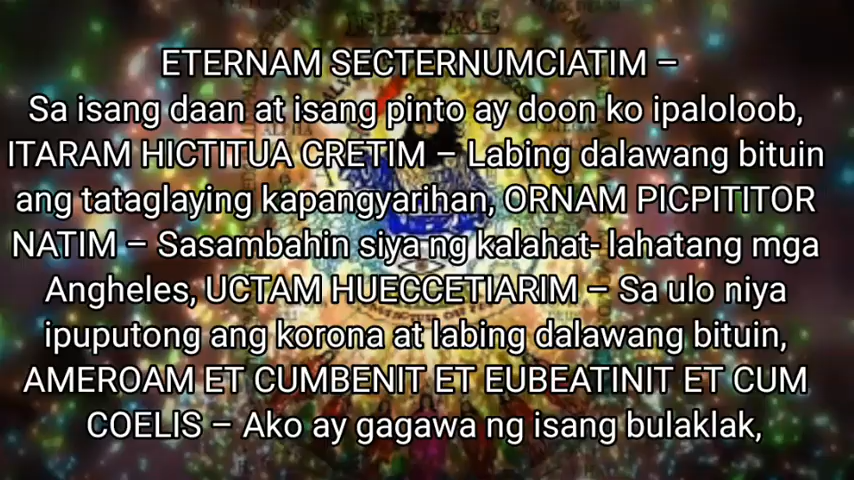 ETERNAM SECTERNUMCIATIM –
Sa isang daan at isang pinto ay doon ko ipaloloob,
ITARAM HICTITUA CRETIM – Labing dalawang bituin
ang tataglaying kapangyarihan, ORNAM PICPITITOR
NATIM – Sasambahin siya ng kalahat- lahatang mga
Angheles, UCTAM HUECCETIARIM – Sa ulo niya
ipuputong ang korona at labing dalawang bituin,
AMEROAM ET CUMBENIT ET EUBEATINIT ET CUM
COELIS – Ako ay gagawa ng isang bulaklak,